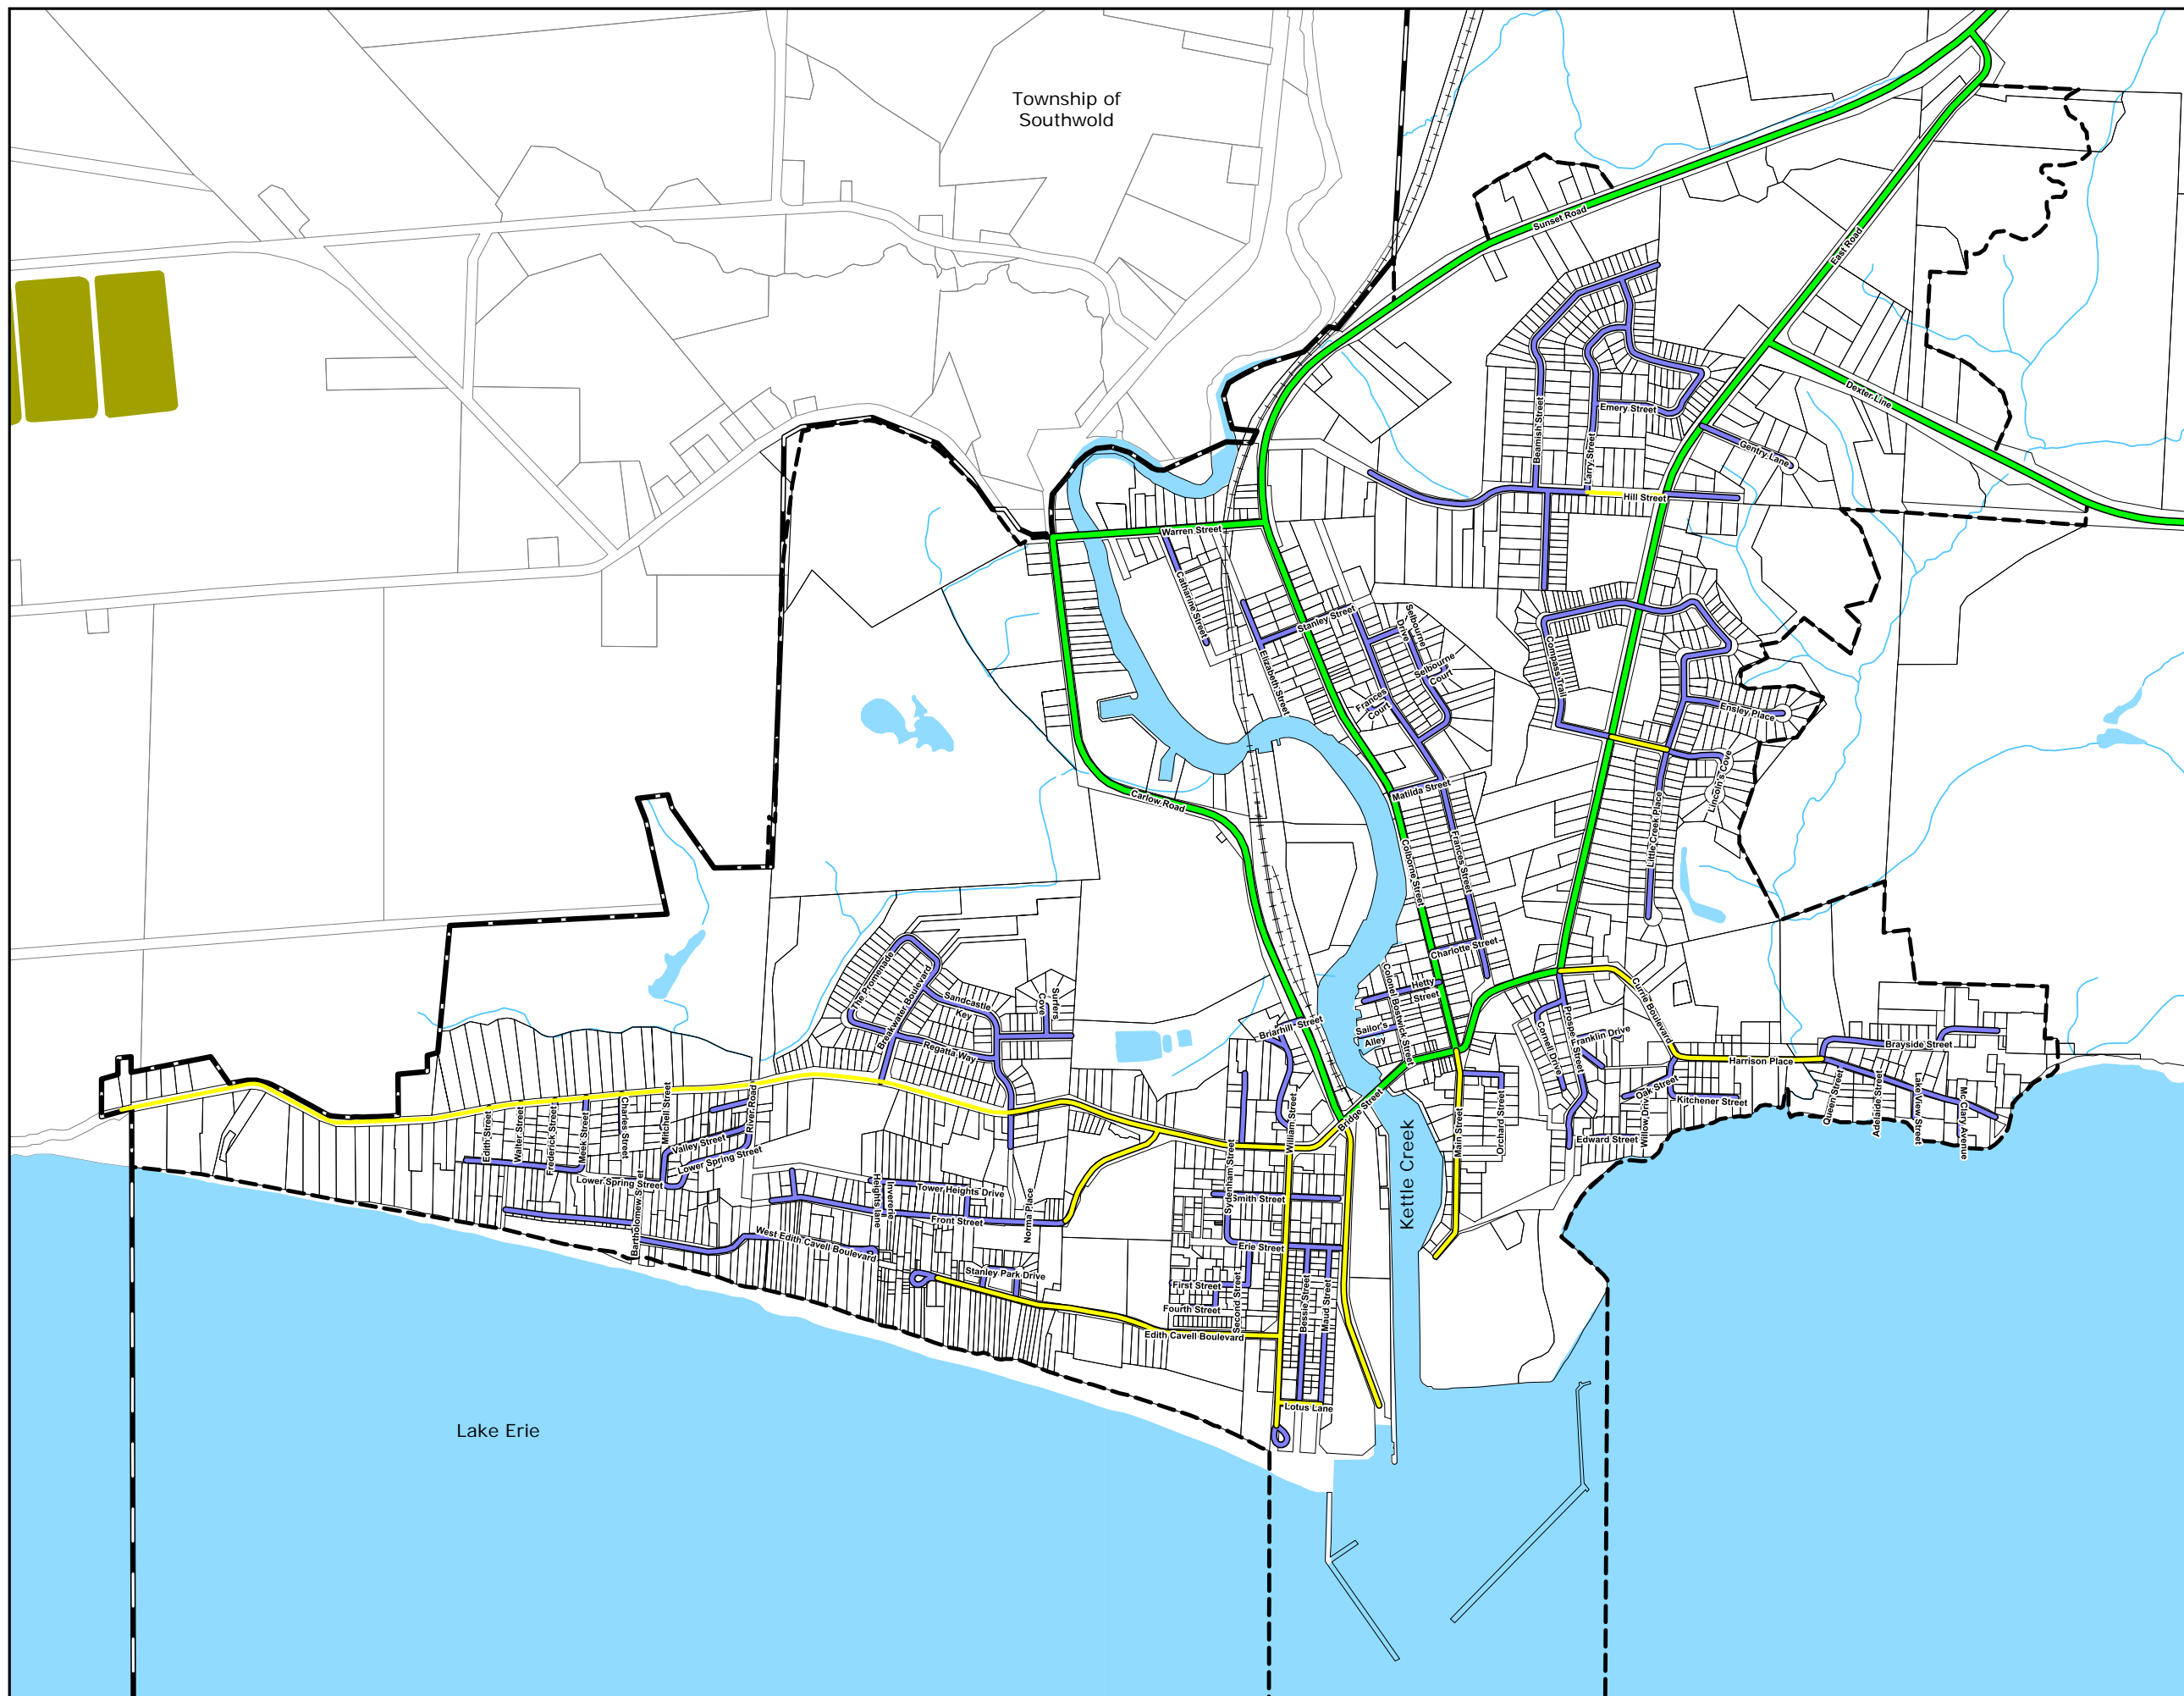 Township of
Southwold
Sunset Road
East Road
Dexter Line
Beamish Street
Emery Street
Larry Street
Gentry Lane
Hill Street
Warren Street
Catharine Street
Stanley Street
Elizabeth Street
Selbourne
Drive
Selbourne
Court
Frances
Court
Compass Trail
Ensley Place
Lincoln's Cove
Little Creek Place
Matilda Street
Carlow Road
Colborne Street
Frances Street
Charlotte Street
Hetty
Street
Colonel Bostwick Street
Sailor's
Alley
The Promenade
Breakwater Boulevard
Sandcastle
Key
Surfers
Cove
Regatta Way
Briarhill Street
Currie Boulevard
Prospect Street
Franklin Drive
Cornell Drive
Harrison Place
Brayside Street
Oak Street
Kitchener Street
Willow Drive
Edward Street
Queen Street
Adelaide Street
Lake View Street
Mc Clary Avenue
Bridge Street
William Street
Main Street
Orchard Street
Kettle Creek
Edith Street
Walter Street
Frederick Street
Meek Street
Charles Street
Mitchell Street
River Road
Valley Street
Lower Spring Street
Lower Spring Street
Bartholomew Street
Tower Heights Drive
Inverness
Heights lane
Front Street
Norma Place
West Edith Cavell Boulevard
Stanley Park Drive
Sydenham Street
Smith Street
Erie Street
First Street
Second Street
Fourth Street
Bessie Street
Maud Street
Edith Cavell Boulevard
Lotus Lane
Lake Erie